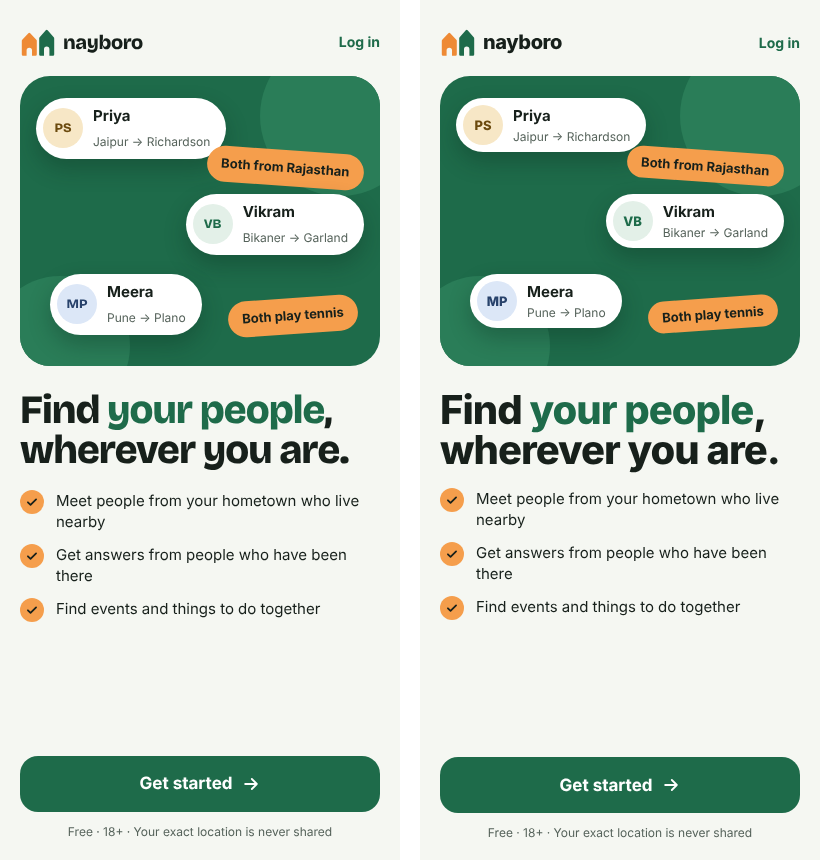 nayboro
Log in
PS
Priya
Jaipur → Richardson
Both from Rajasthan
VB
Vikram
Bikaner → Garland
MP
Meera
Pune → Plano
Both play tennis
Find your people,
wherever you are.
Meet people from your hometown who live
nearby
Get answers from people who have been
there
Find events and things to do together
Get started →
Free · 18+ · Your exact location is never shared
nayboro
Log in
PS
Priya
Jaipur → Richardson
Both from Rajasthan
VB
Vikram
Bikaner → Garland
MP
Meera
Pune → Plano
Both play tennis
Find your people,
wherever you are.
Meet people from your hometown who live
nearby
Get answers from people who have been
there
Find events and things to do together
Get started →
Free · 18+ · Your exact location is never shared